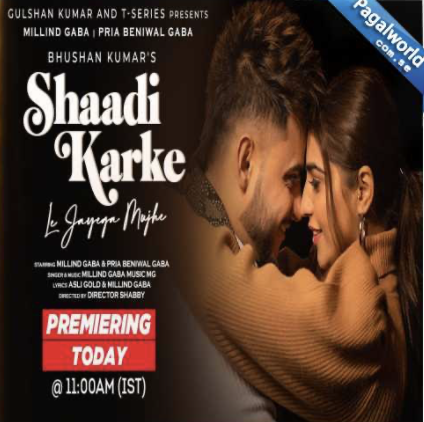 GULSHAN KUMAR AND T-SERIES PRESENTS
MILLIND GABA | PRIA BENIWAL GABA
BHUSHAN KUMAR'S
Shaadi
Karke
Le Jayega Mujhe
STARRING MILLIND GABA & PRIA BENIWAL GABA
SINGER & MUSIC MILLIND GABA MUSIC MG
LYRICS ASLI GOLD & MILLIND GABA
DIRECTED BY DIRECTOR SHABBY
PREMIERING
TODAY
@ 11:00AM (IST)
Pagalworld
com.se